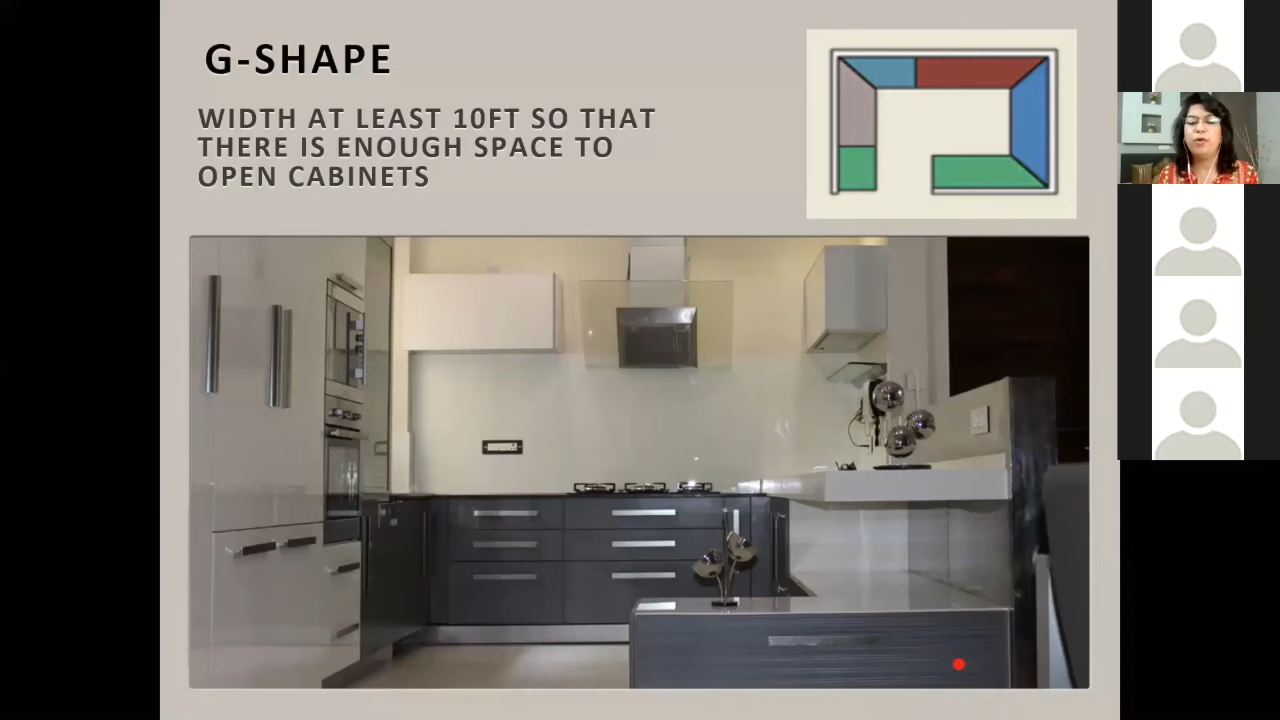 G-SHAPE
WIDTH AT LEAST 10FT SO THAT
THERE IS ENOUGH SPACE TO
OPEN CABINETS